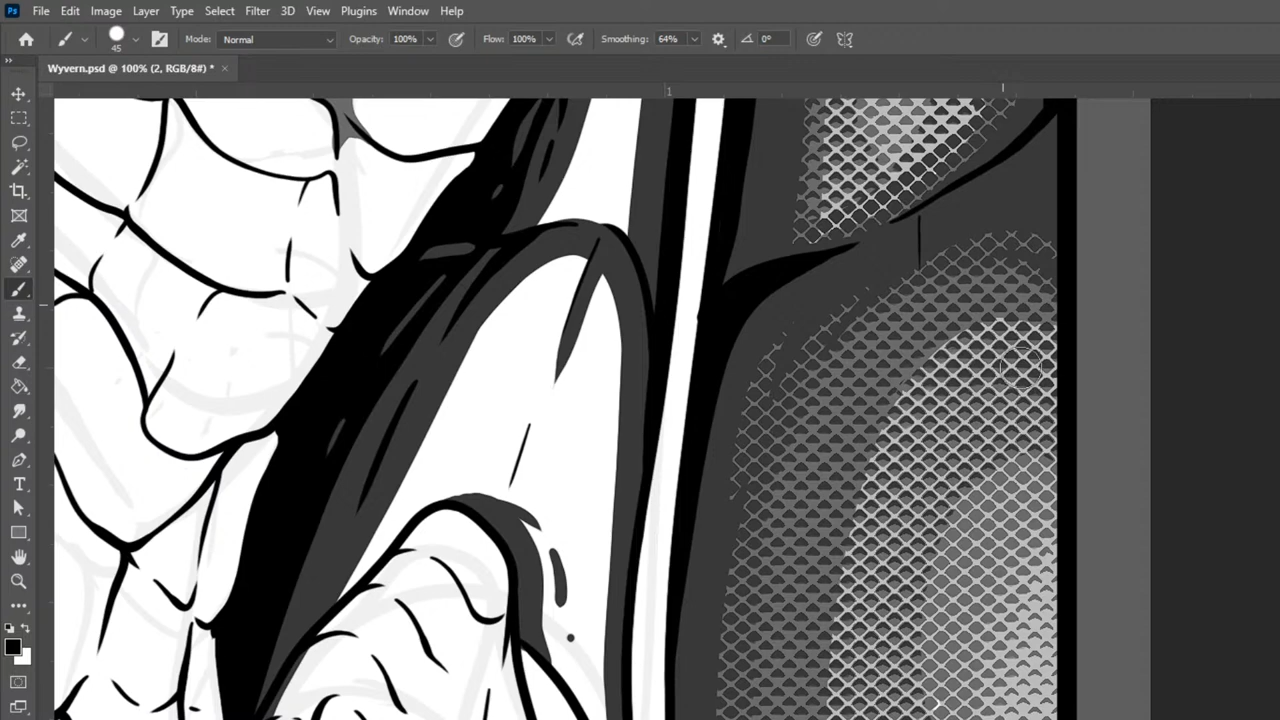 Ps File Edit Image Layer Type Select Filter 3D View Plugins Window Help
45 Mode: Normal Opacity: 100% Flow: 100% Smoothing: 64% 0°
Wyvern.psd @ 100% (2, RGB/8#) * ×
1
T